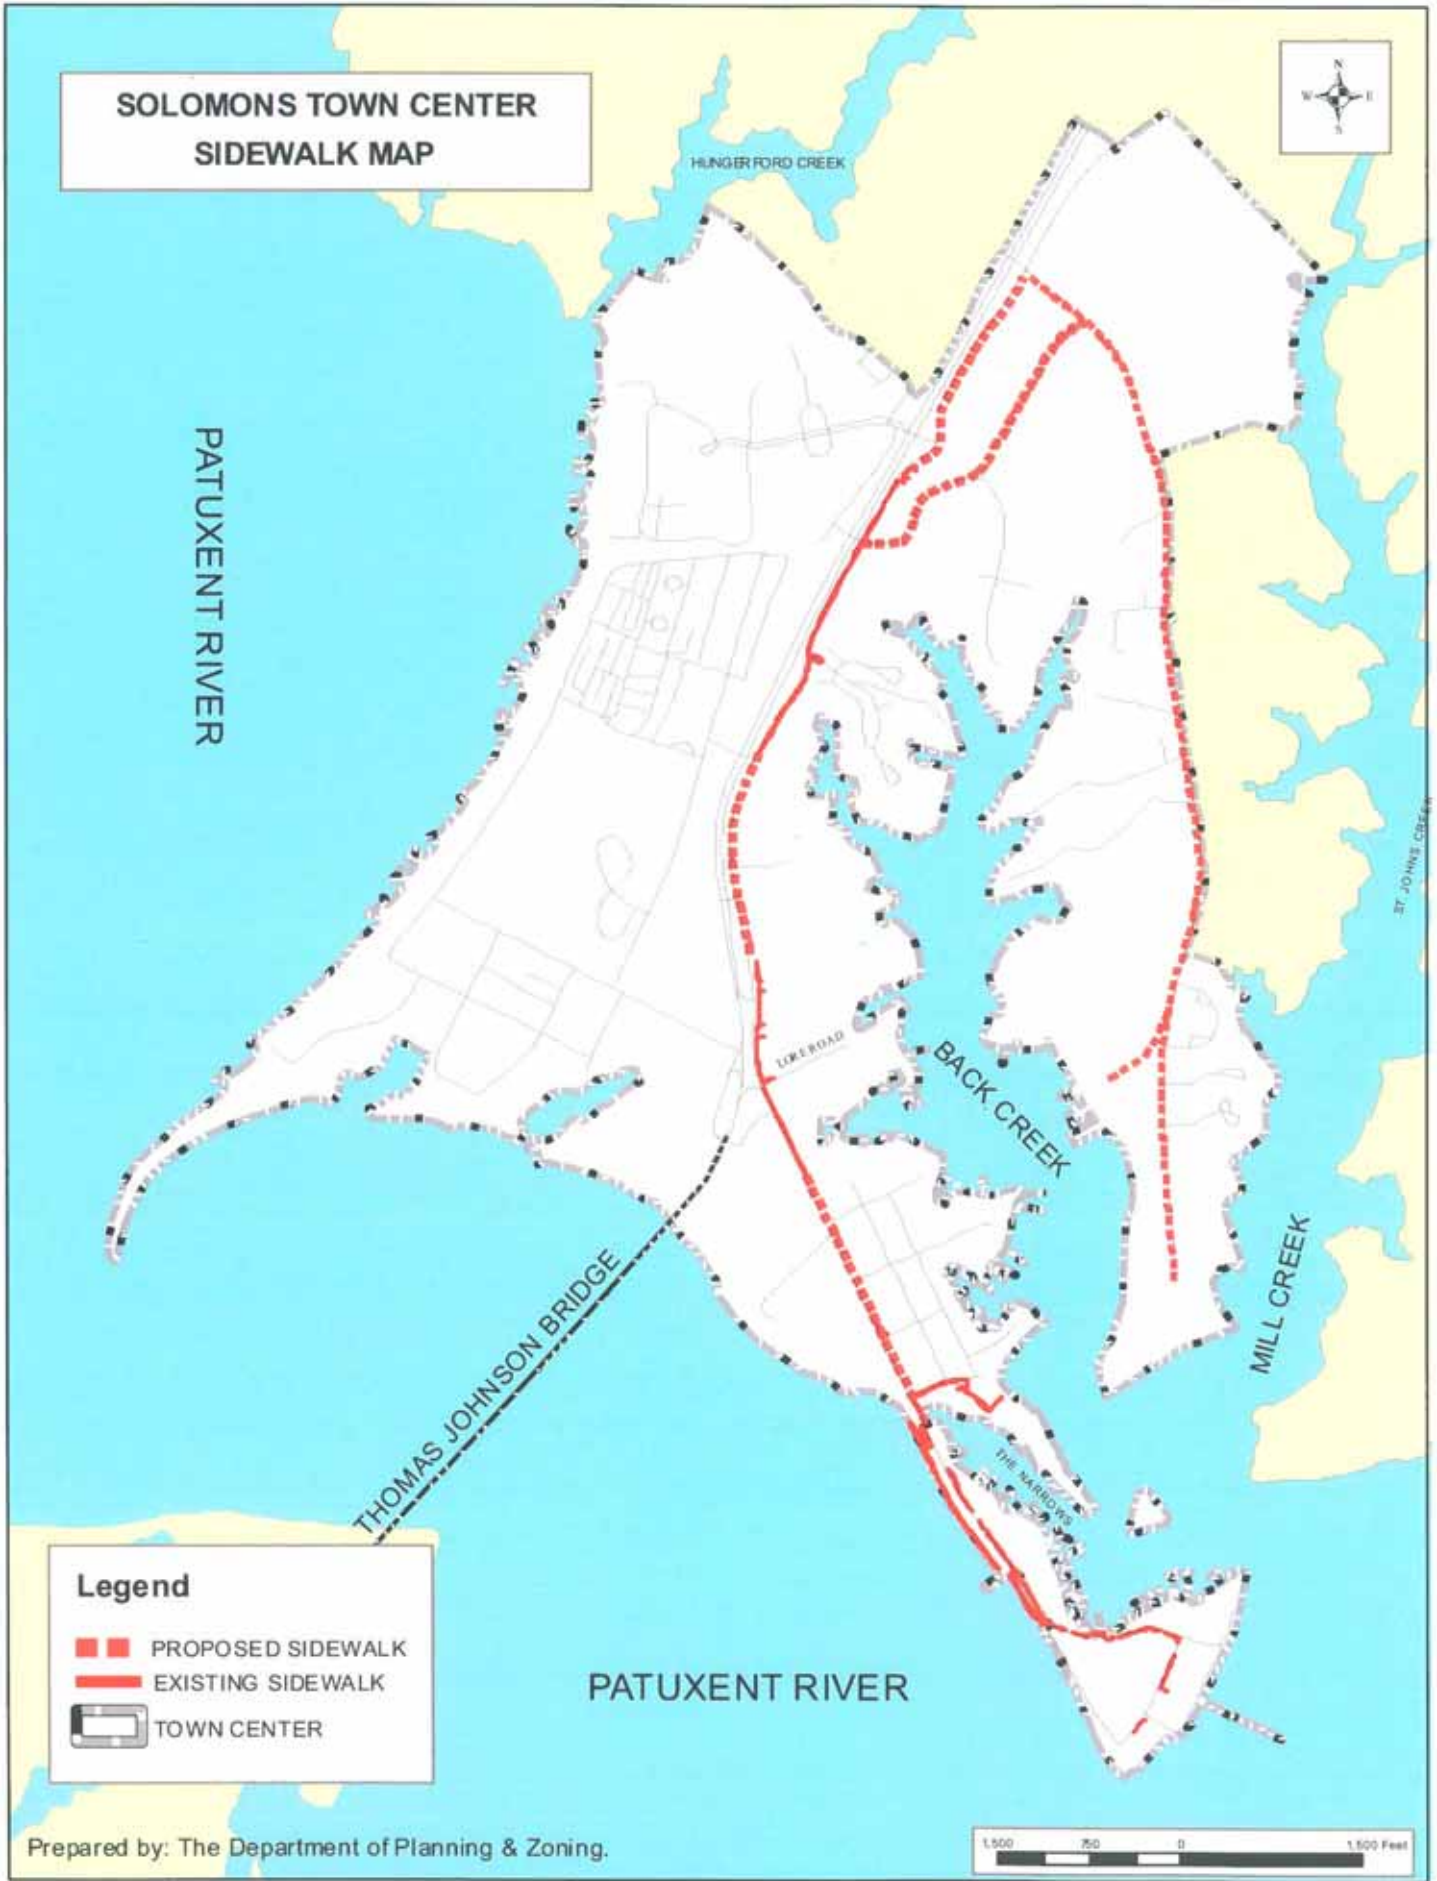 SOLOMONS TOWN CENTER
SIDEWALK MAP
N
W E
S
HUNGERFORD CREEK
PATUXENT RIVER
ST. JOHNS CREEK
LORE ROAD
BACK CREEK
MILL CREEK
THOMAS JOHNSON BRIDGE
THE NARROWS
PATUXENT RIVER
Legend
PROPOSED SIDEWALK
EXISTING SIDEWALK
TOWN CENTER
Prepared by: The Department of Planning & Zoning.
1,500 750 0 1,500 Feet